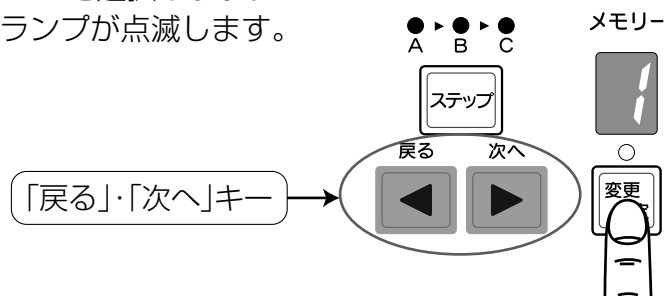 ランプが点滅します。
A B C
メモリー
1
ステップ
戻る 次へ
「戻る」・「次へ」キー
変更